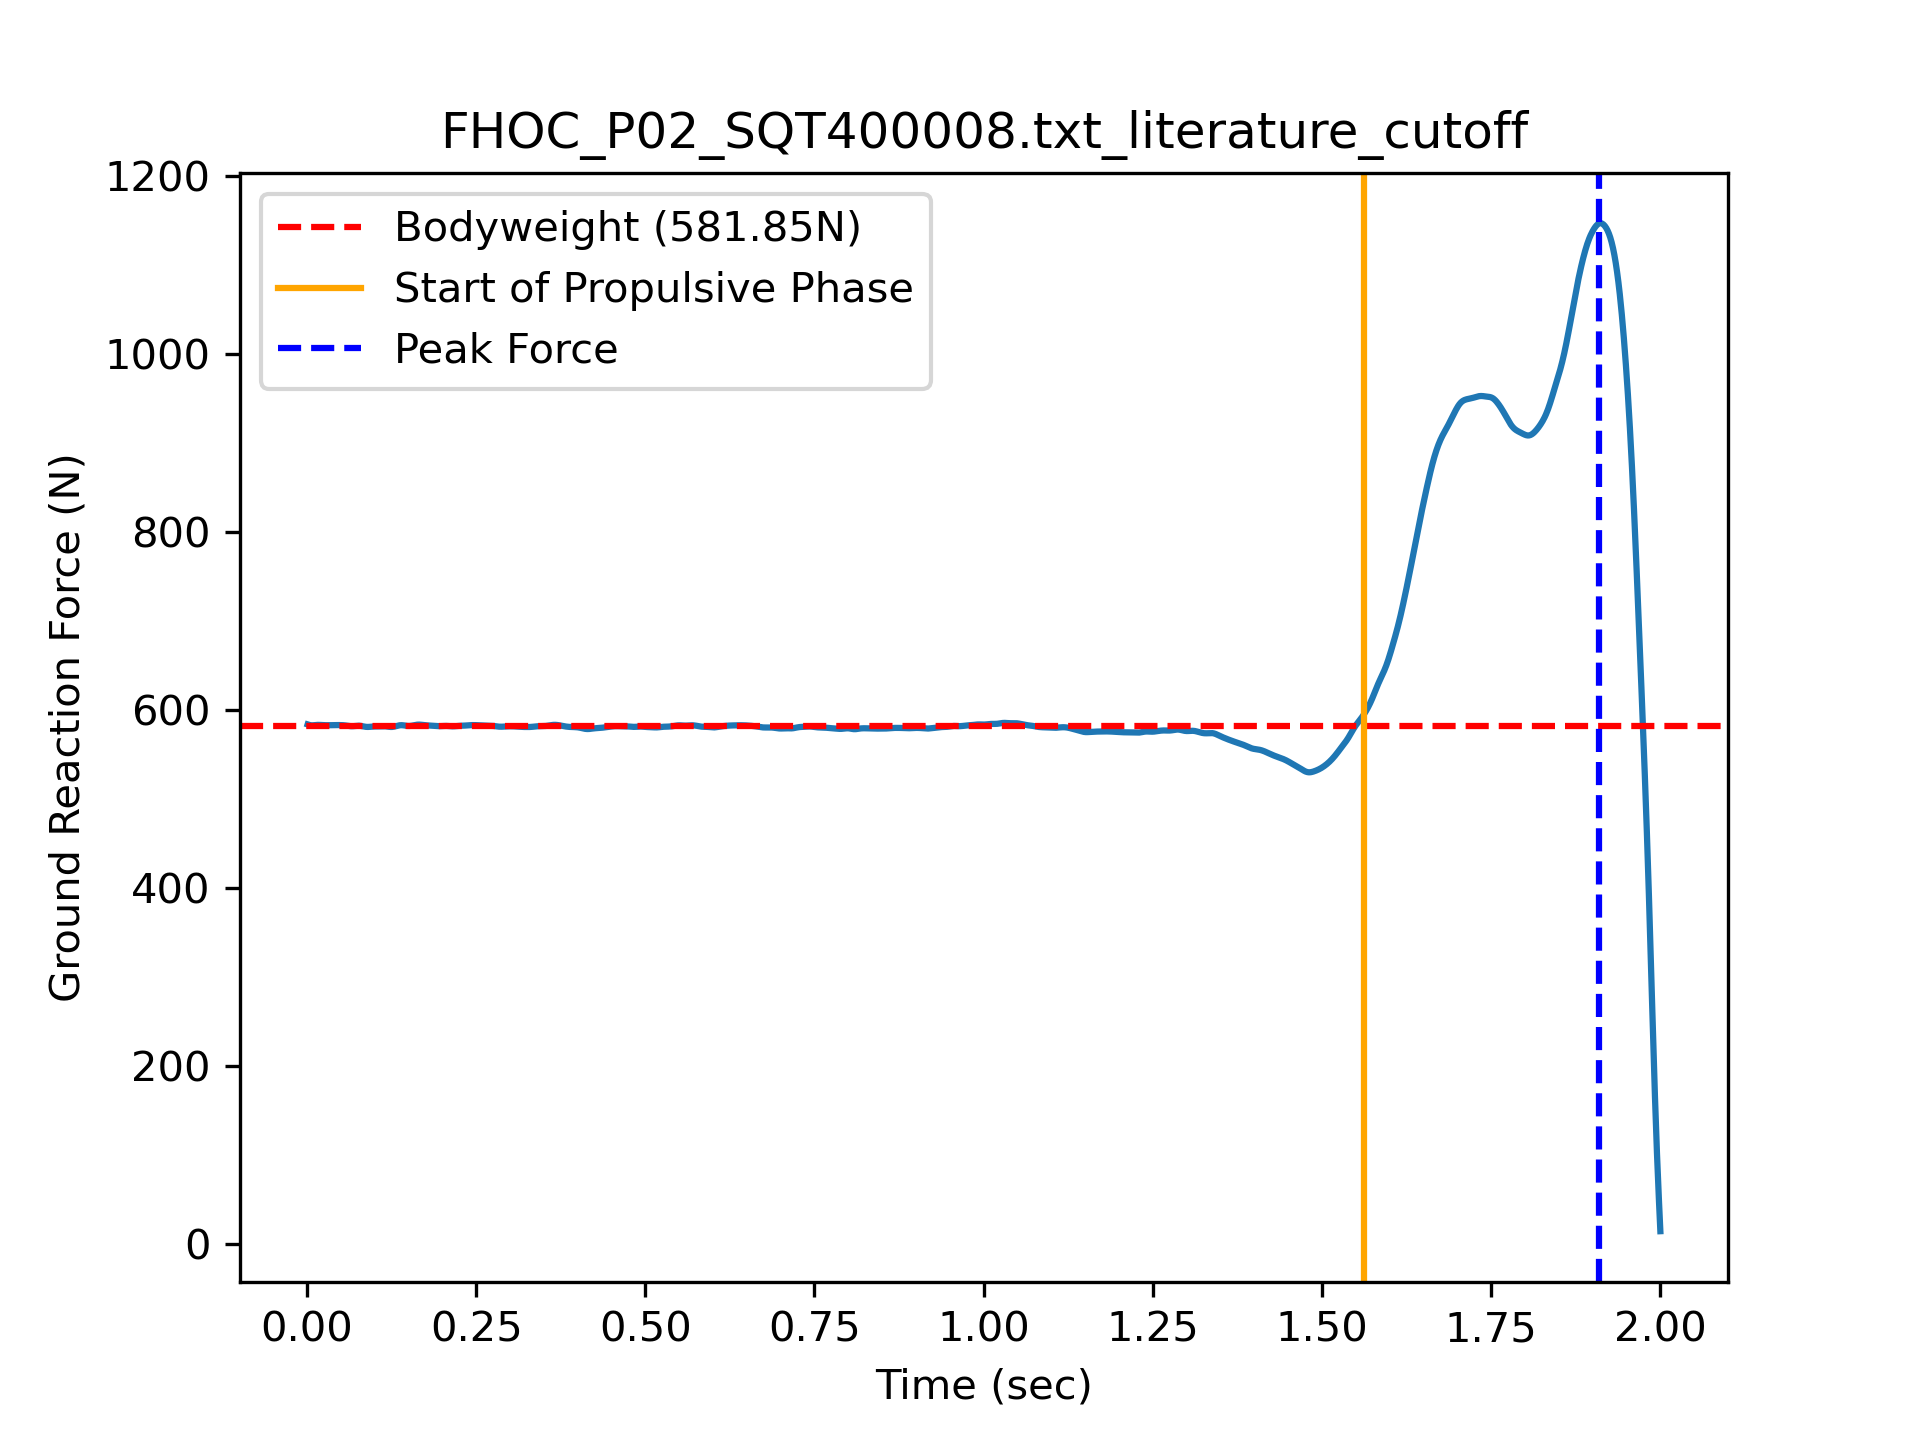 FHOC_P02_SQT400008.txt_literature_cutoff
Bodyweight (581.85N)
Start of Propulsive Phase
Peak Force
Ground Reaction Force (N)
1200
1000
800
600
400
200
0
0.00 0.25 0.50 0.75 1.00 1.25 1.50 1.75 2.00
Time (sec)